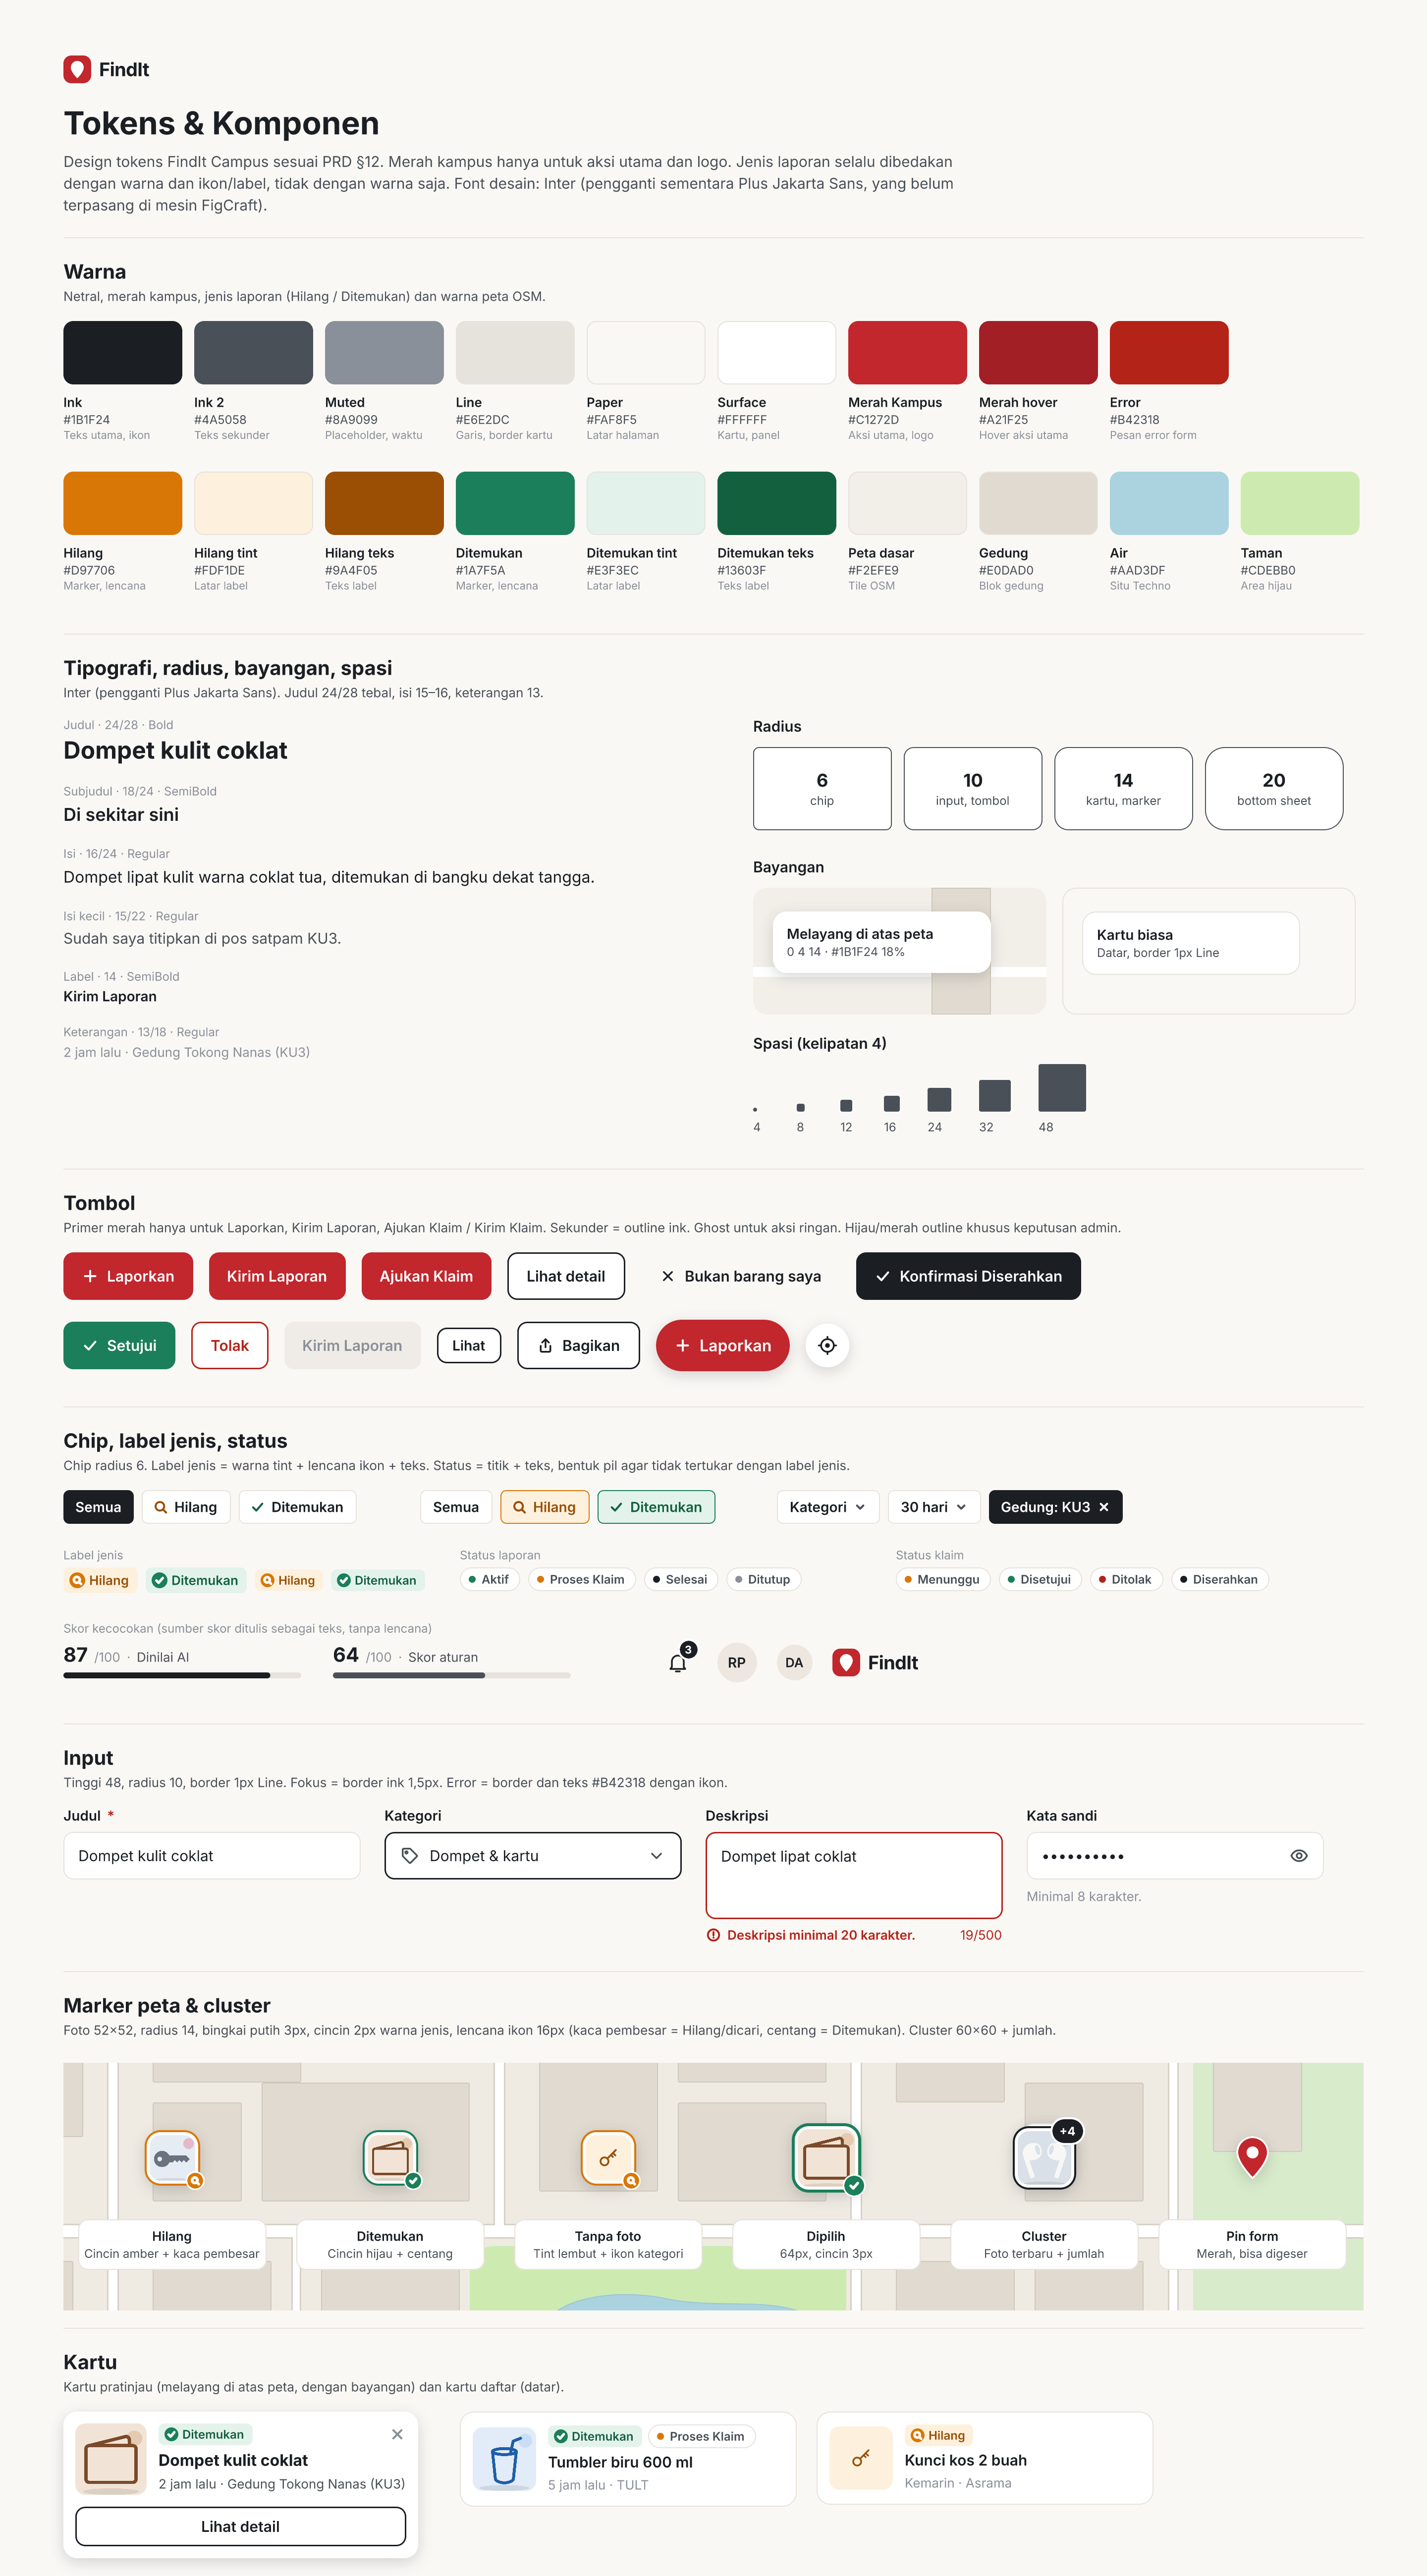 FindIt
Tokens & Komponen
Design tokens FindIt Campus sesuai PRD §12. Merah kampus hanya untuk aksi utama dan logo. Jenis laporan selalu dibedakan
dengan warna dan ikon/label, tidak dengan warna saja. Font desain: Inter (pengganti sementara Plus Jakarta Sans, yang belum
terpasang di mesin FigCraft).
Warna
Netral, merah kampus, jenis laporan (Hilang / Ditemukan) dan warna peta OSM.
Ink
#1B1F24
Teks utama, ikon
Ink 2
#4A5058
Teks sekunder
Muted
#8A9099
Placeholder, waktu
Line
#E6E2DC
Garis, border kartu
Paper
#FAF8F5
Latar halaman
Surface
#FFFFFF
Kartu, panel
Merah Kampus
#C1272D
Aksi utama, logo
Merah hover
#A21F25
Hover aksi utama
Error
#B42318
Pesan error form
Hilang
#D97706
Marker, lencana
Hilang tint
#FDF1DE
Latar label
Hilang teks
#9A4F05
Teks label
Ditemukan
#1A7F5A
Marker, lencana
Ditemukan tint
#E3F3EC
Latar label
Ditemukan teks
#13603F
Teks label
Peta dasar
#F2EFE9
Tile OSM
Gedung
#E0DAD0
Blok gedung
Air
#AAD3DF
Situ Techno
Taman
#CDEBB0
Area hijau
Tipografi, radius, bayangan, spasi
Inter (pengganti Plus Jakarta Sans). Judul 24/28 tebal, isi 15–16, keterangan 13.
Judul · 24/28 · Bold
Dompet kulit coklat
Subjudul · 18/24 · SemiBold
Di sekitar sini
Isi · 16/24 · Regular
Dompet lipat kulit warna coklat tua, ditemukan di bangku dekat tangga.
Isi kecil · 15/22 · Regular
Sudah saya titipkan di pos satpam KU3.
Label · 14 · SemiBold
Kirim Laporan
Keterangan · 13/18 · Regular
2 jam lalu · Gedung Tokong Nanas (KU3)
Radius
6
chip
10
input, tombol
14
kartu, marker
20
bottom sheet
Bayangan
Melayang di atas peta
0 4 14 · #1B1F24 18%
Kartu biasa
Datar, border 1px Line
Spasi (kelipatan 4)
4 8 12 16 24 32 48
Tombol
Primer merah hanya untuk Laporkan, Kirim Laporan, Ajukan Klaim / Kirim Klaim. Sekunder = outline ink. Ghost untuk aksi ringan. Hijau/merah outline khusus keputusan admin.
Laporkan Kirim Laporan Ajukan Klaim Lihat detail Bukan barang saya Konfirmasi Diserahkan
Setujui Tolak Kirim Laporan Lihat Bagikan Laporkan
Chip, label jenis, status
Chip radius 6. Label jenis = warna tint + lencana ikon + teks. Status = titik + teks, bentuk pil agar tidak tertukar dengan label jenis.
Semua Hilang Ditemukan Semua Hilang Ditemukan Kategori 30 hari Gedung: KU3
Label jenis
Hilang Ditemukan Hilang Ditemukan
Status laporan
Aktif Proses Klaim Selesai Ditutup
Status klaim
Menunggu Disetujui Ditolak Diserahkan
Skor kecocokan (sumber skor ditulis sebagai teks, tanpa lencana)
87 /100 · Dinilai AI
64 /100 · Skor aturan
3
RP
DA
FindIt
Input
Tinggi 48, radius 10, border 1px Line. Fokus = border ink 1,5px. Error = border dan teks #B42318 dengan ikon.
Judul *
Dompet kulit coklat
Kategori
Dompet & kartu
Deskripsi
Dompet lipat coklat
Deskripsi minimal 20 karakter. 19/500
Kata sandi
••••••••••
Minimal 8 karakter.
Marker peta & cluster
Foto 52×52, radius 14, bingkai putih 3px, cincin 2px warna jenis, lencana ikon 16px (kaca pembesar = Hilang/dicari, centang = Ditemukan). Cluster 60×60 + jumlah.
+4
Hilang
Cincin amber + kaca pembesar
Ditemukan
Cincin hijau + centang
Tanpa foto
Tint lembut + ikon kategori
Dipilih
64px, cincin 3px
Cluster
Foto terbaru + jumlah
Pin form
Merah, bisa digeser
Kartu
Kartu pratinjau (melayang di atas peta, dengan bayangan) dan kartu daftar (datar).
Ditemukan
Dompet kulit coklat
2 jam lalu · Gedung Tokong Nanas (KU3)
Lihat detail
Ditemukan Proses Klaim
Tumbler biru 600 ml
5 jam lalu · TULT
Hilang
Kunci kos 2 buah
Kemarin · Asrama